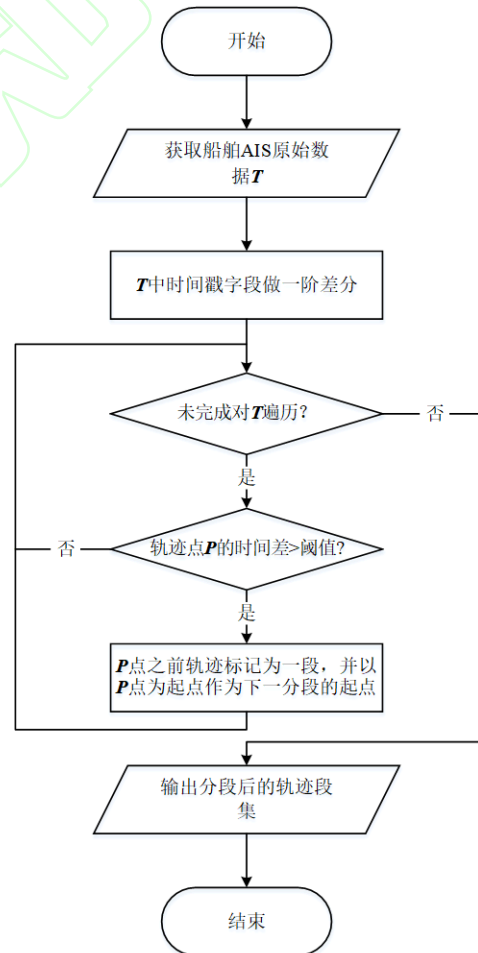 开始
获取船舶AIS原始数
据T
T中时间戳字段做一阶差分
未完成对T遍历?
否
是
轨迹点P的时间差>阈值?
否
是
P点之前轨迹标记为一段，并以
P点为起点作为下一分段的起点
输出分段后的轨迹段
集
结束